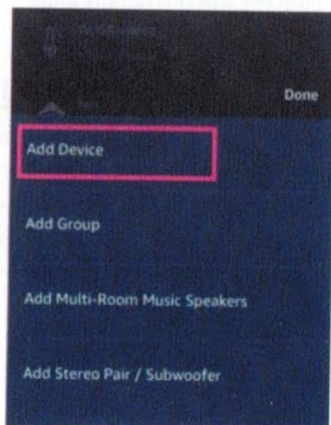 Done
Add Device
Add Group
Add Multi-Room Music Speakers
Add Stereo Pair / Subwoofer